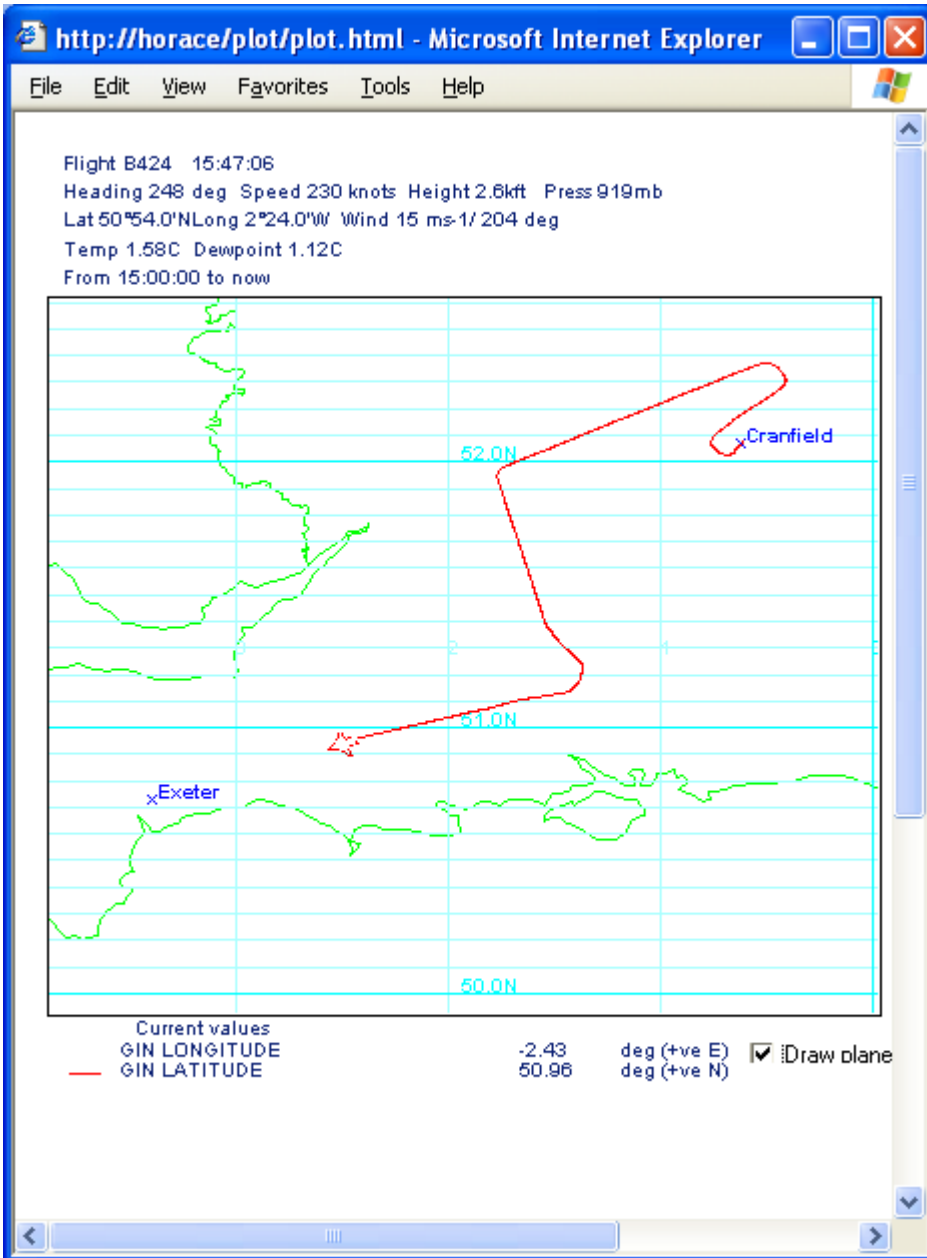 http://horace/plot/plot.html - Microsoft Internet Explorer
File Edit View Favorites Tools Help
Flight B424 15:47:06
Heading 248 deg Speed 230 knots Height 2.6kft Press 919mb
Lat 50°54.0'N Long 2°24.0'W Wind 15 ms-1/ 204 deg
Temp 1.58C Dewpoint 1.12C
From 15:00:00 to now
Cranfield
52.0N
2
4
51.0N
Exeter
50.0N
Current values
GIN LONGITUDE -2.43 deg (+ve E)
GIN LATITUDE 50.96 deg (+ve N)
Draw plane